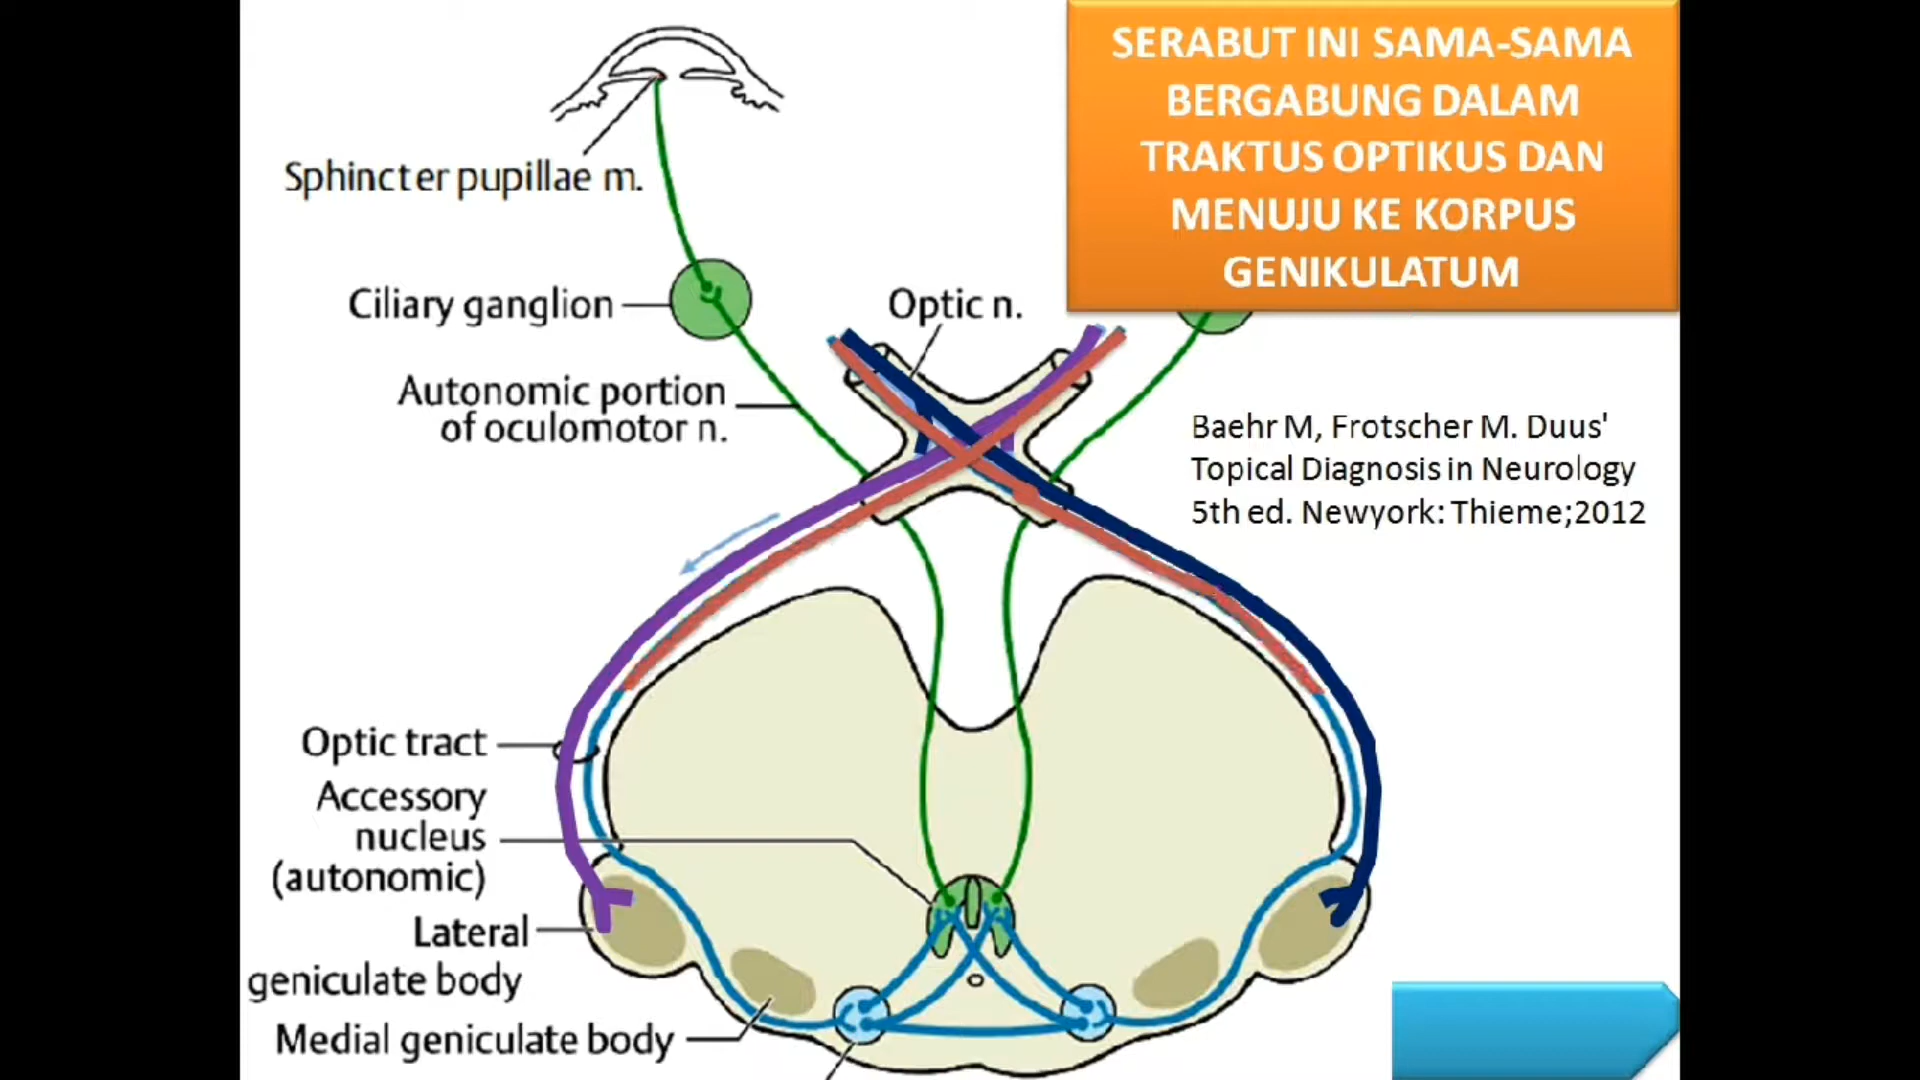 SERABUT INI SAMA-SAMA
BERGABUNG DALAM
TRAKTUS OPTIKUS DAN
MENUJU KE KORPUS
GENIKULATUM
Sphincter pupillae m.
Ciliary ganglion
Optic n.
Autonomic portion
of oculomotor n.
Baehr M, Frotscher M. Duus'
Topical Diagnosis in Neurology
5th ed. Newyork: Thieme;2012
Optic tract
Accessory
nucleus
(autonomic)
Lateral
geniculate body
Medial geniculate body